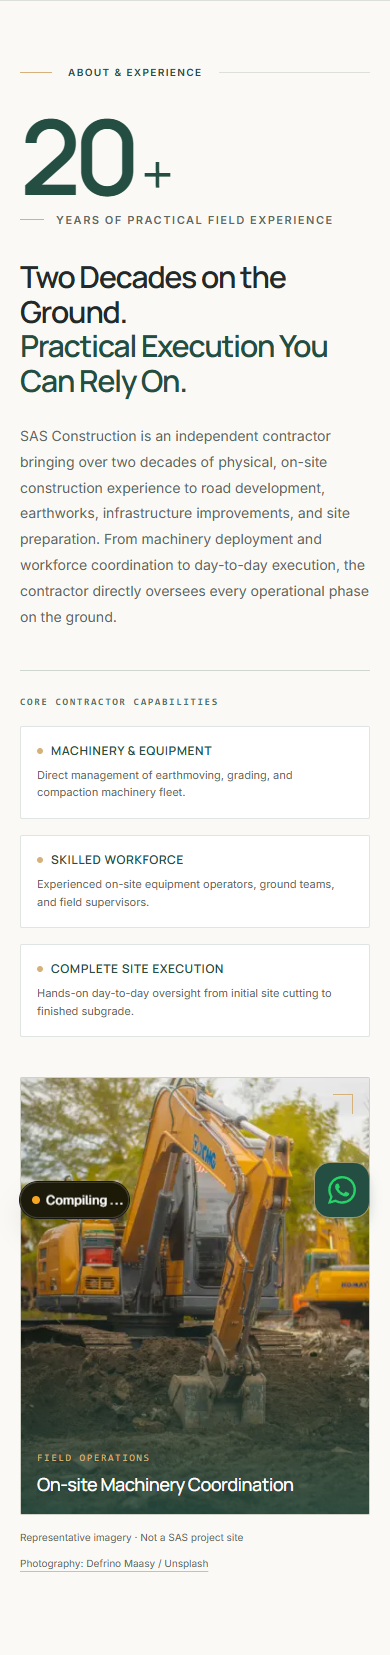 ABOUT & EXPERIENCE
20+
YEARS OF PRACTICAL FIELD EXPERIENCE
Two Decades on the
Ground.
Practical Execution You
Can Rely On.
SAS Construction is an independent contractor
bringing over two decades of physical, on-site
construction experience to road development,
earthworks, infrastructure improvements, and site
preparation. From machinery deployment and
workforce coordination to day-to-day execution, the
contractor directly oversees every operational phase
on the ground.
CORE CONTRACTOR CAPABILITIES
MACHINERY & EQUIPMENT
Direct management of earthmoving, grading, and
compaction machinery fleet.
SKILLED WORKFORCE
Experienced on-site equipment operators, ground teams,
and field supervisors.
COMPLETE SITE EXECUTION
Hands-on day-to-day oversight from initial site cutting to
finished subgrade.
Compiling ...
FIELD OPERATIONS
On-site Machinery Coordination
Representative imagery · Not a SAS project site
Photography: Defrino Maasy / Unsplash